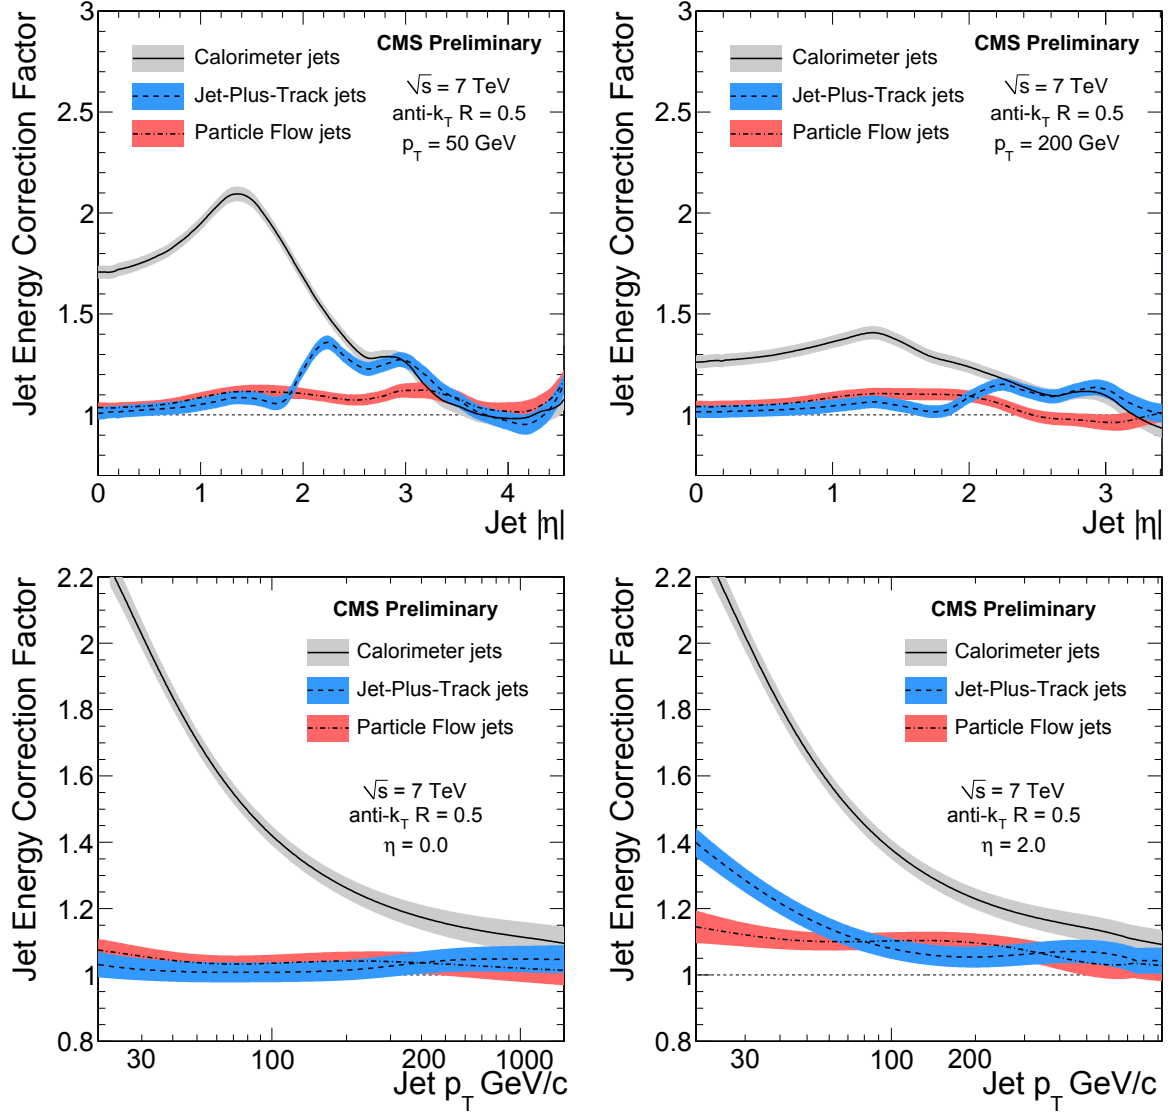 Jet Energy Correction Factor
3
2.5
2
1.5
1
Calorimeter jets
Jet-Plus-Track jets
Particle Flow jets
CMS Preliminary
√s = 7 TeV
anti-k_T R = 0.5
p_T = 50 GeV
0 1 2 3 4
Jet |η|
Jet Energy Correction Factor
3
2.5
2
1.5
1
Calorimeter jets
Jet-Plus-Track jets
Particle Flow jets
CMS Preliminary
√s = 7 TeV
anti-k_T R = 0.5
p_T = 200 GeV
0 1 2 3
Jet |η|
Jet Energy Correction Factor
2.2
2
1.8
1.6
1.4
1.2
1
0.8
CMS Preliminary
Calorimeter jets
Jet-Plus-Track jets
Particle Flow jets
√s = 7 TeV
anti-k_T R = 0.5
η = 0.0
30 100 200 1000
Jet p_T GeV/c
Jet Energy Correction Factor
2.2
2
1.8
1.6
1.4
1.2
1
0.8
CMS Preliminary
Calorimeter jets
Jet-Plus-Track jets
Particle Flow jets
√s = 7 TeV
anti-k_T R = 0.5
η = 2.0
30 100 200
Jet p_T GeV/c